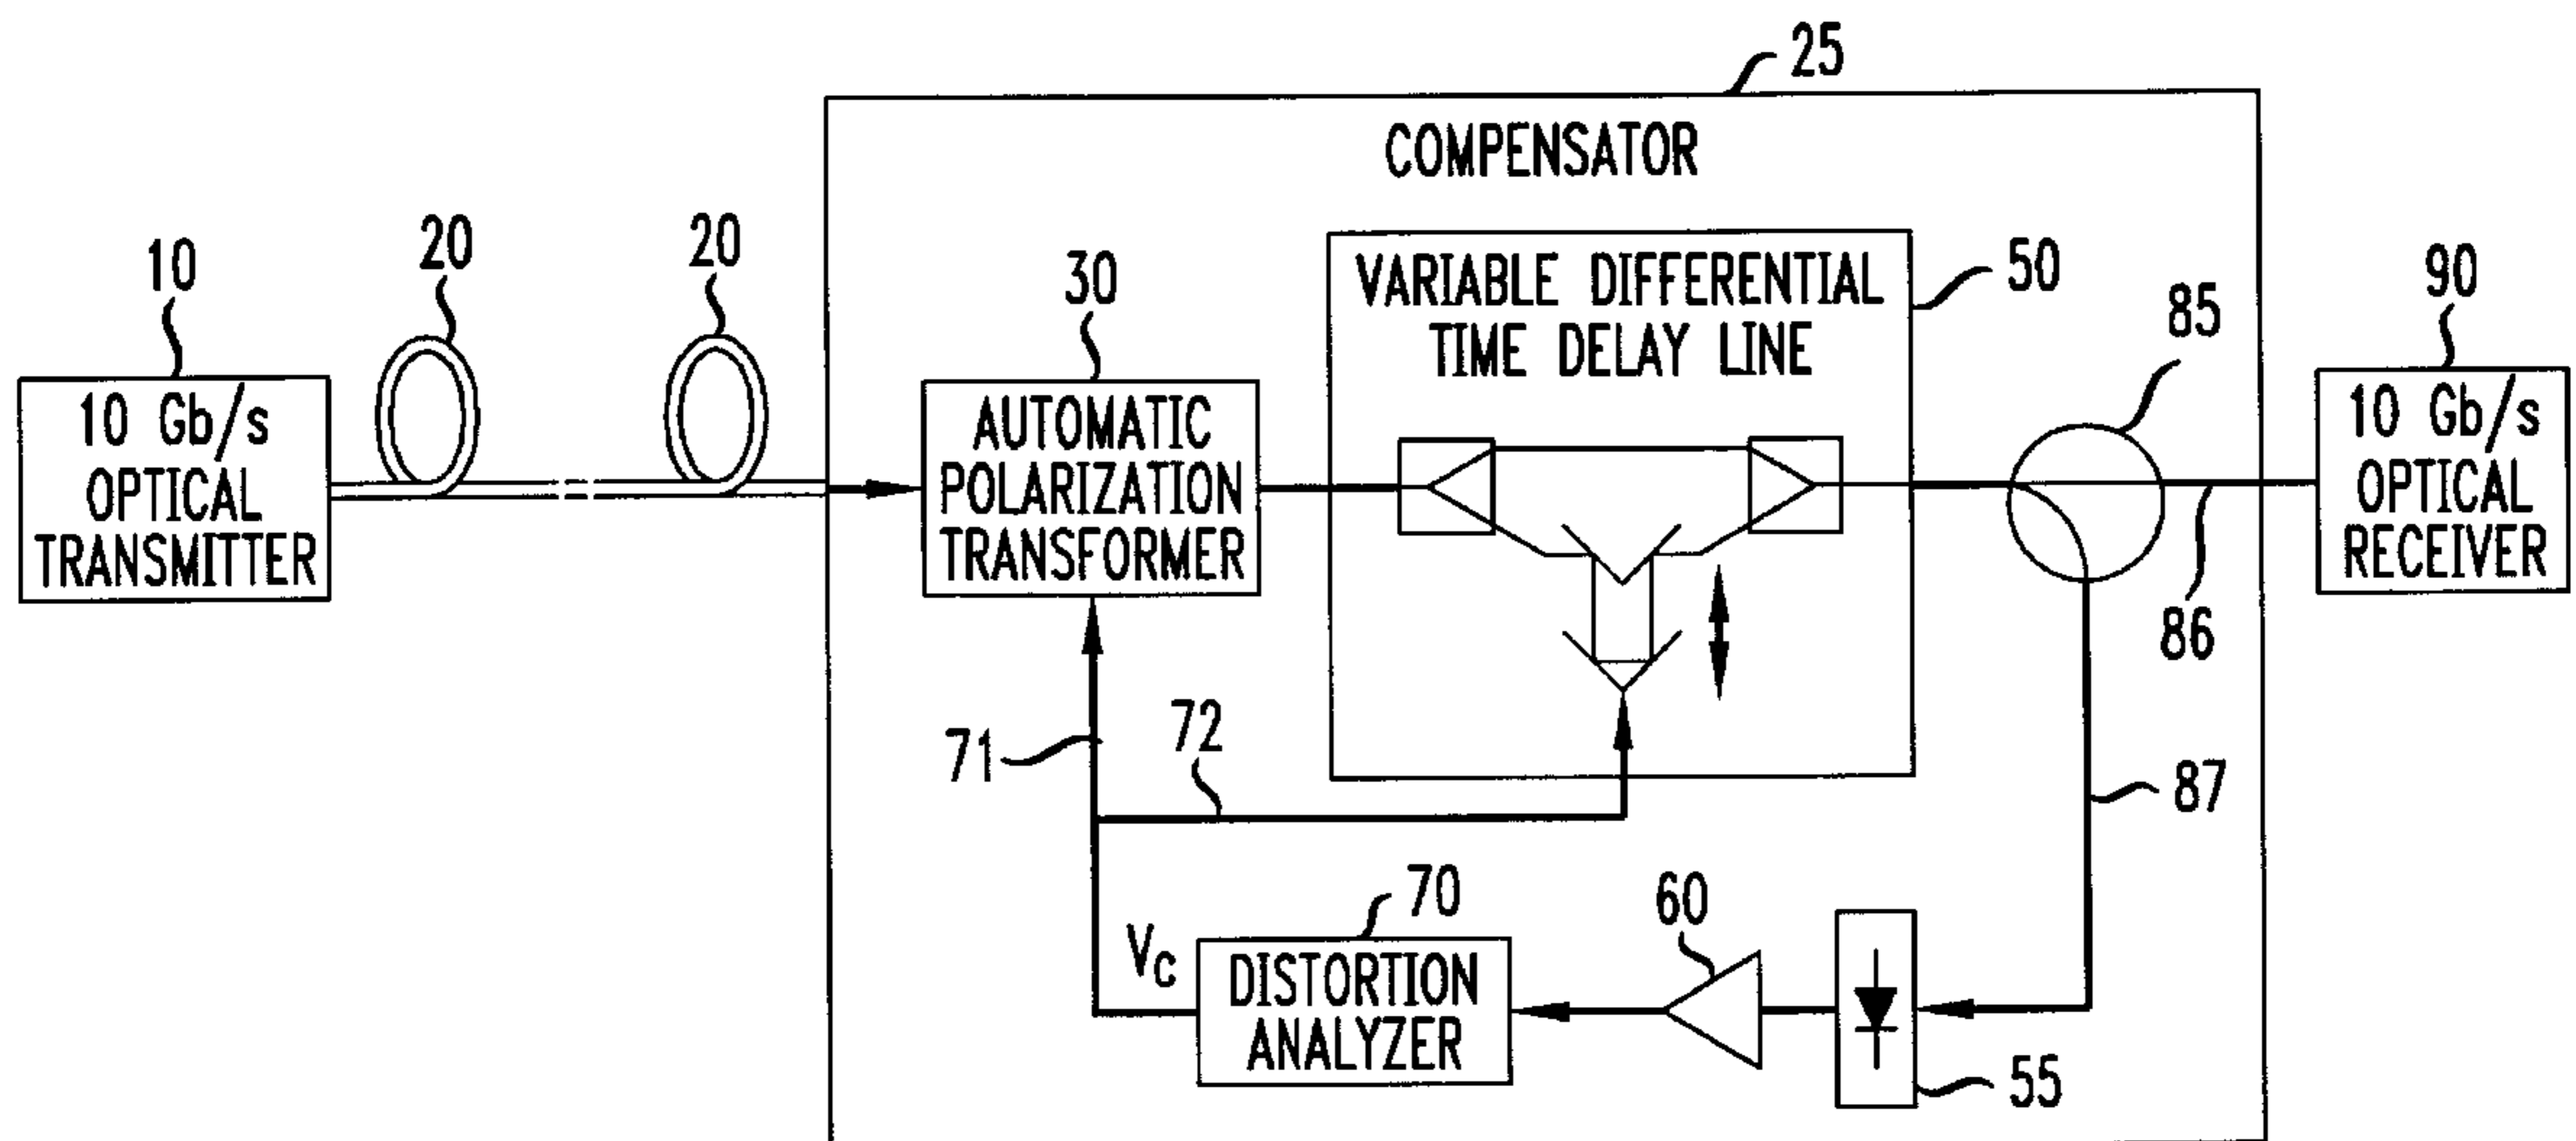 25
COMPENSATOR
10
20
20
30
VARIABLE DIFFERENTIAL
TIME DELAY LINE
50
85
90
10 Gb/s
OPTICAL
TRANSMITTER
AUTOMATIC
POLARIZATION
TRANSFORMER
10 Gb/s
OPTICAL
RECEIVER
86
71
72
87
VC
70
DISTORTION
ANALYZER
60
55